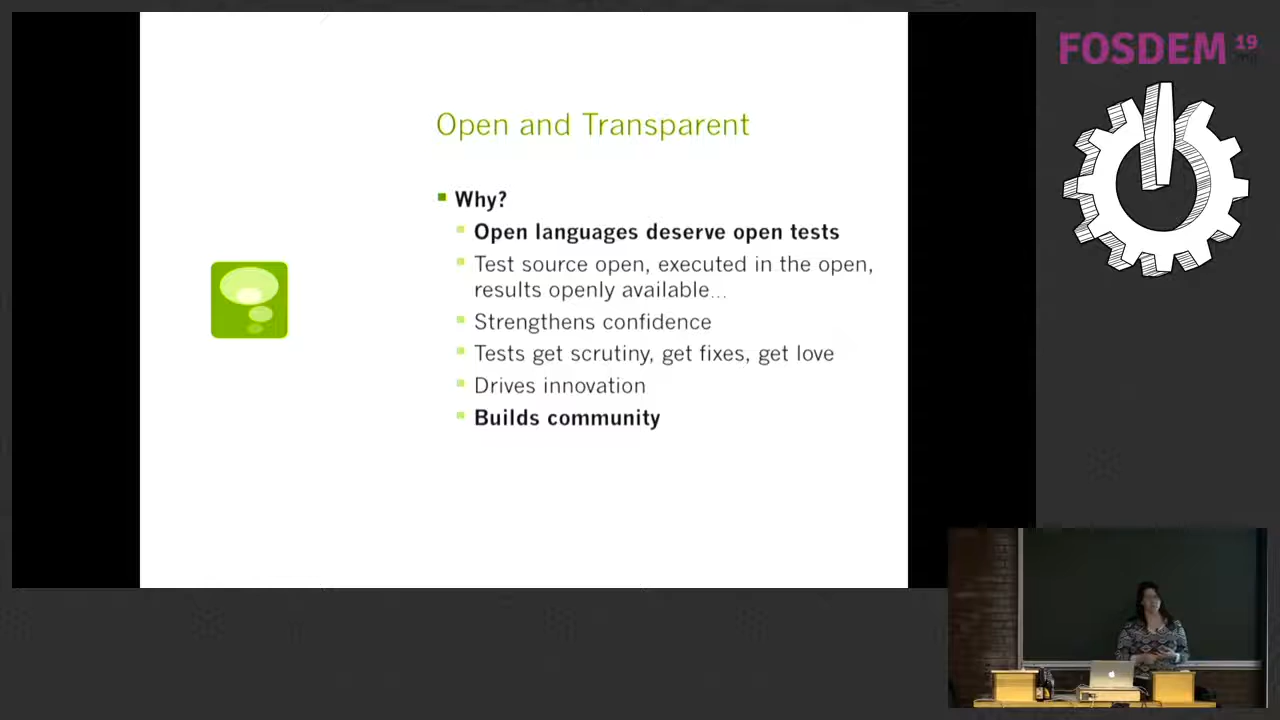 FOSDEM 19
Open and Transparent
Why?
Open languages deserve open tests
Test source open, executed in the open,
results openly available...
Strengthens confidence
Tests get scrutiny, get fixes, get love
Drives innovation
Builds community